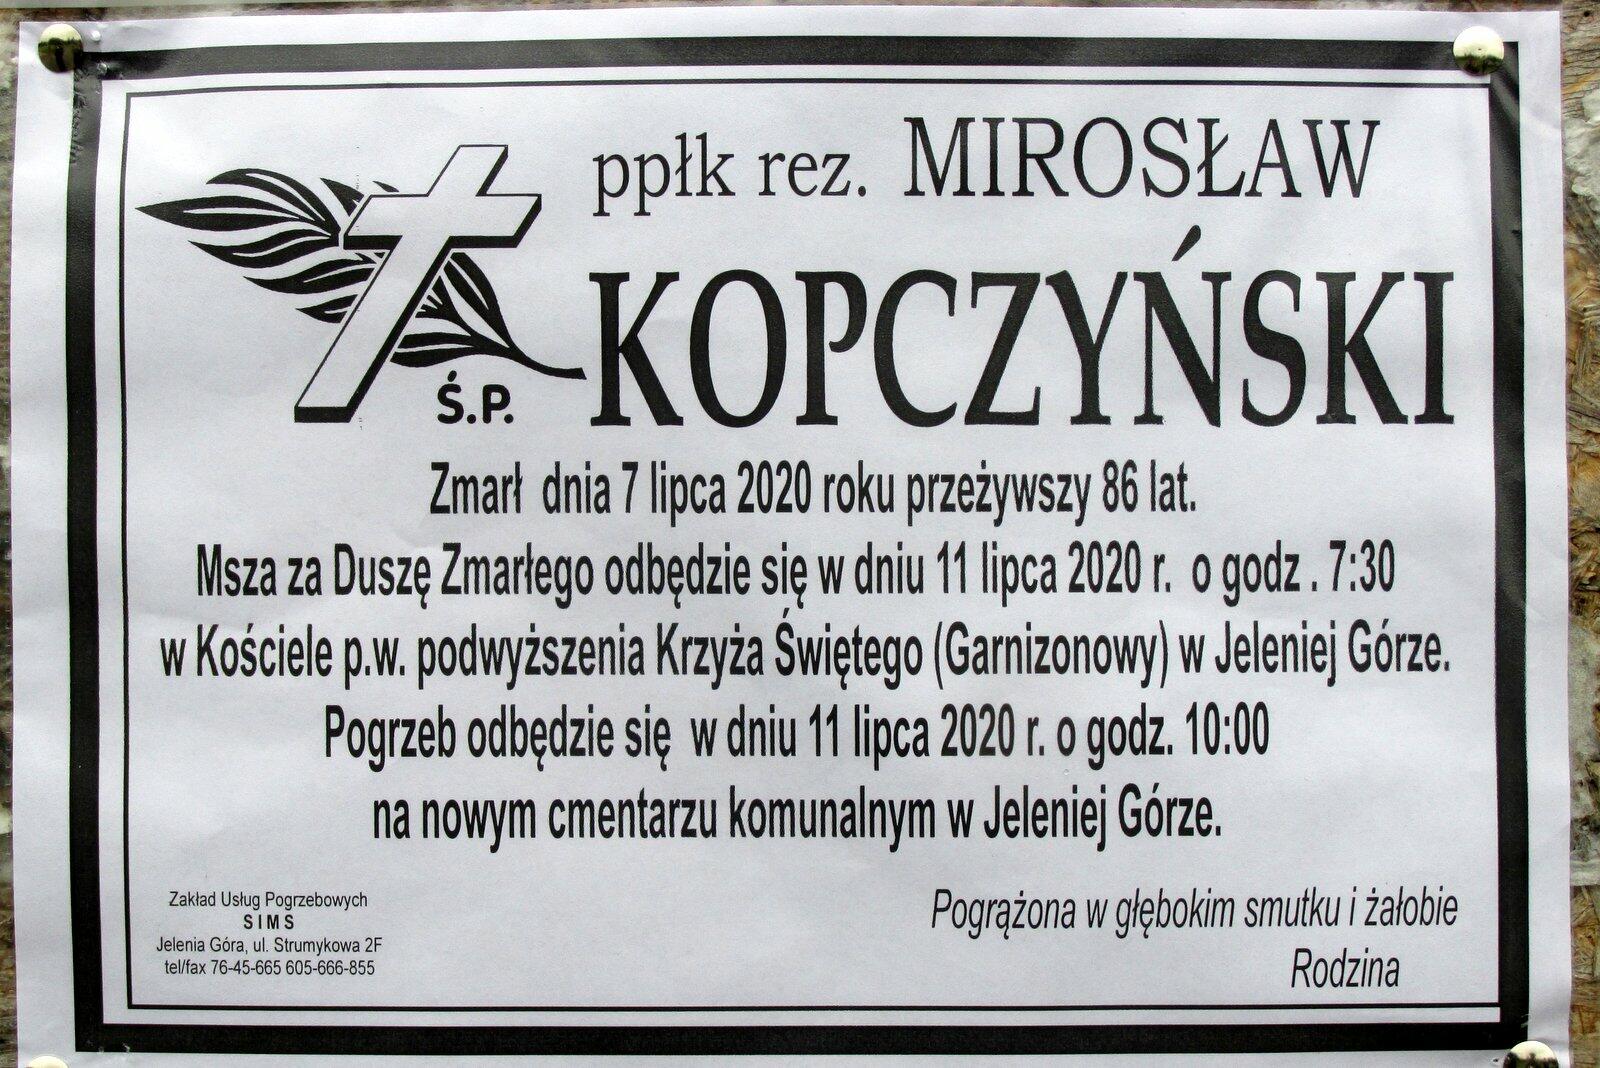 ppłk rez. MIROSŁAW
KOPCZYŃSKI
Ś.P.
Zmarł dnia 7 lipca 2020 roku przeżywszy 86 lat.
Msza za Duszę Zmarłego odbędzie się w dniu 11 lipca 2020 r. o godz . 7:30
w Kościele p.w. podwyższenia Krzyża Świętego (Garnizonowy) w Jeleniej Górze.
Pogrzeb odbędzie się w dniu 11 lipca 2020 r. o godz. 10:00
na nowym cmentarzu komunalnym w Jeleniej Górze.
Pogrążona w głębokim smutku i żałobie
Rodzina
Zakład Usług Pogrzebowych
SIMS
Jelenia Góra, ul. Strumykowa 2F
tel/fax 76-45-665 605-666-855